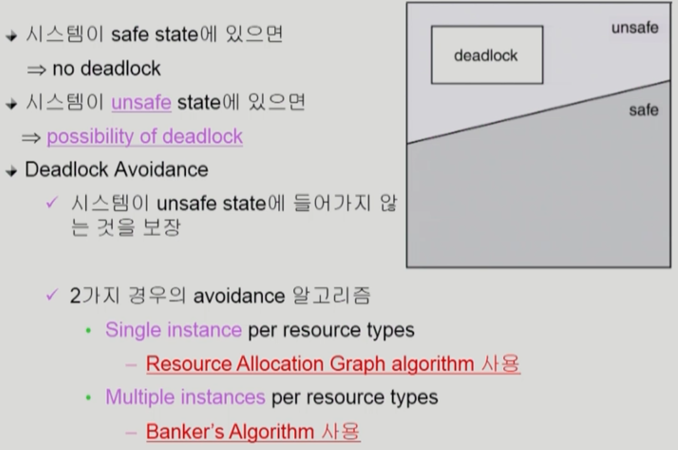 시스템이 safe state에 있으면
⇒ no deadlock
시스템이 unsafe state에 있으면
⇒ possibility of deadlock
Deadlock Avoidance
✓ 시스템이 unsafe state에 들어가지 않
는 것을 보장
✓ 2가지 경우의 avoidance 알고리즘
• Single instance per resource types
– Resource Allocation Graph algorithm 사용
• Multiple instances per resource types
– Banker's Algorithm 사용
unsafe
deadlock
safe